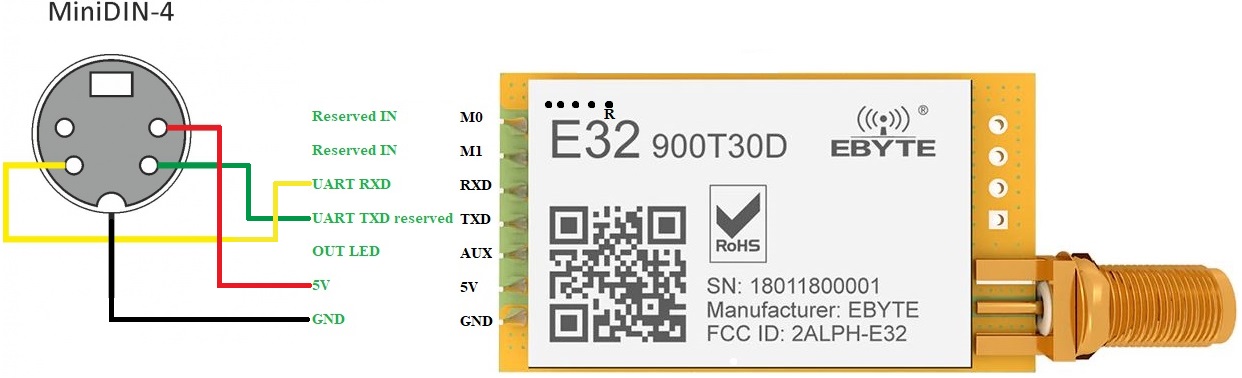 MiniDIN-4
Reserved IN M0
Reserved IN M1
UART RXD RXD
UART TXD reserved TXD
OUT LED AUX
5V 5V
GND GND
R
E32 900T30D
EBYTE ®
RoHS
SN: 18011800001
Manufacturer: EBYTE
FCC ID: 2ALPH-E32